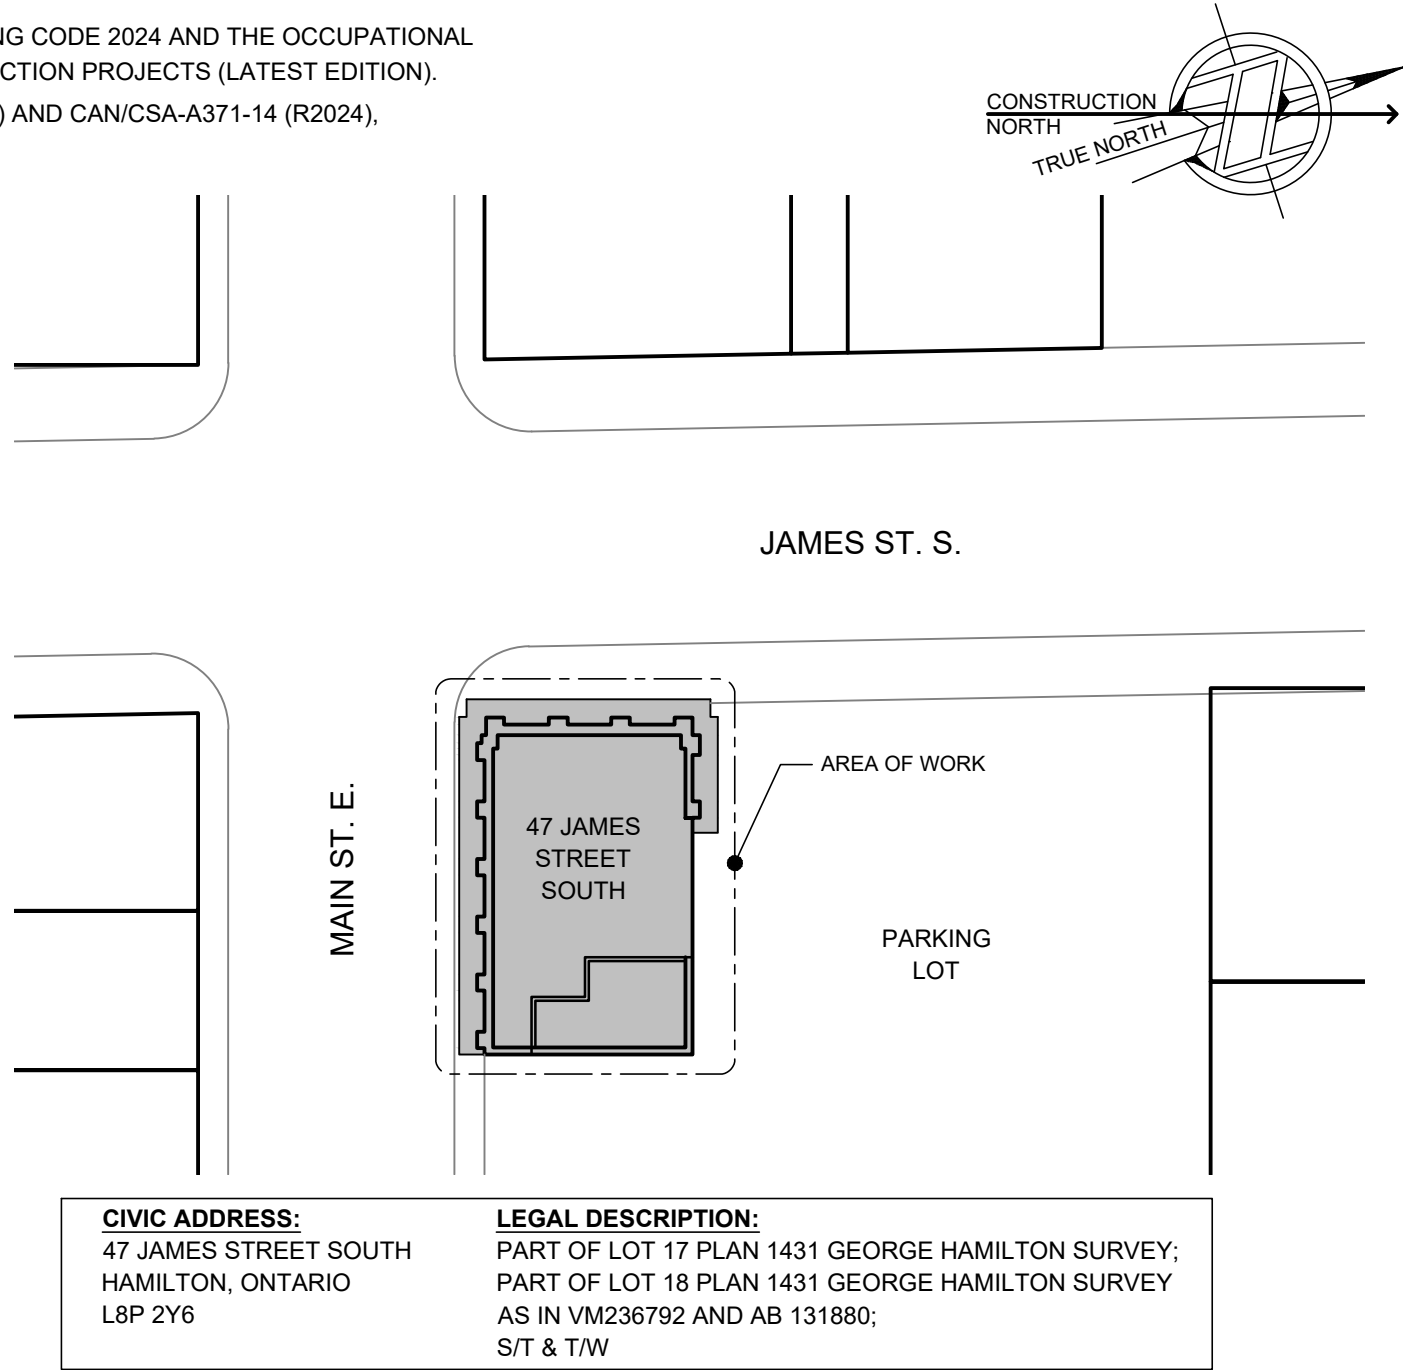 NG CODE 2024 AND THE OCCUPATIONAL
CTION PROJECTS (LATEST EDITION).
) AND CAN/CSA-A371-14 (R2024),
CONSTRUCTION
NORTH
TRUE NORTH
JAMES ST. S.
MAIN ST. E.
AREA OF WORK
47 JAMES
STREET
SOUTH
PARKING
LOT
CIVIC ADDRESS:
47 JAMES STREET SOUTH
HAMILTON, ONTARIO
L8P 2Y6
LEGAL DESCRIPTION:
PART OF LOT 17 PLAN 1431 GEORGE HAMILTON SURVEY;
PART OF LOT 18 PLAN 1431 GEORGE HAMILTON SURVEY
AS IN VM236792 AND AB 131880;
S/T & T/W